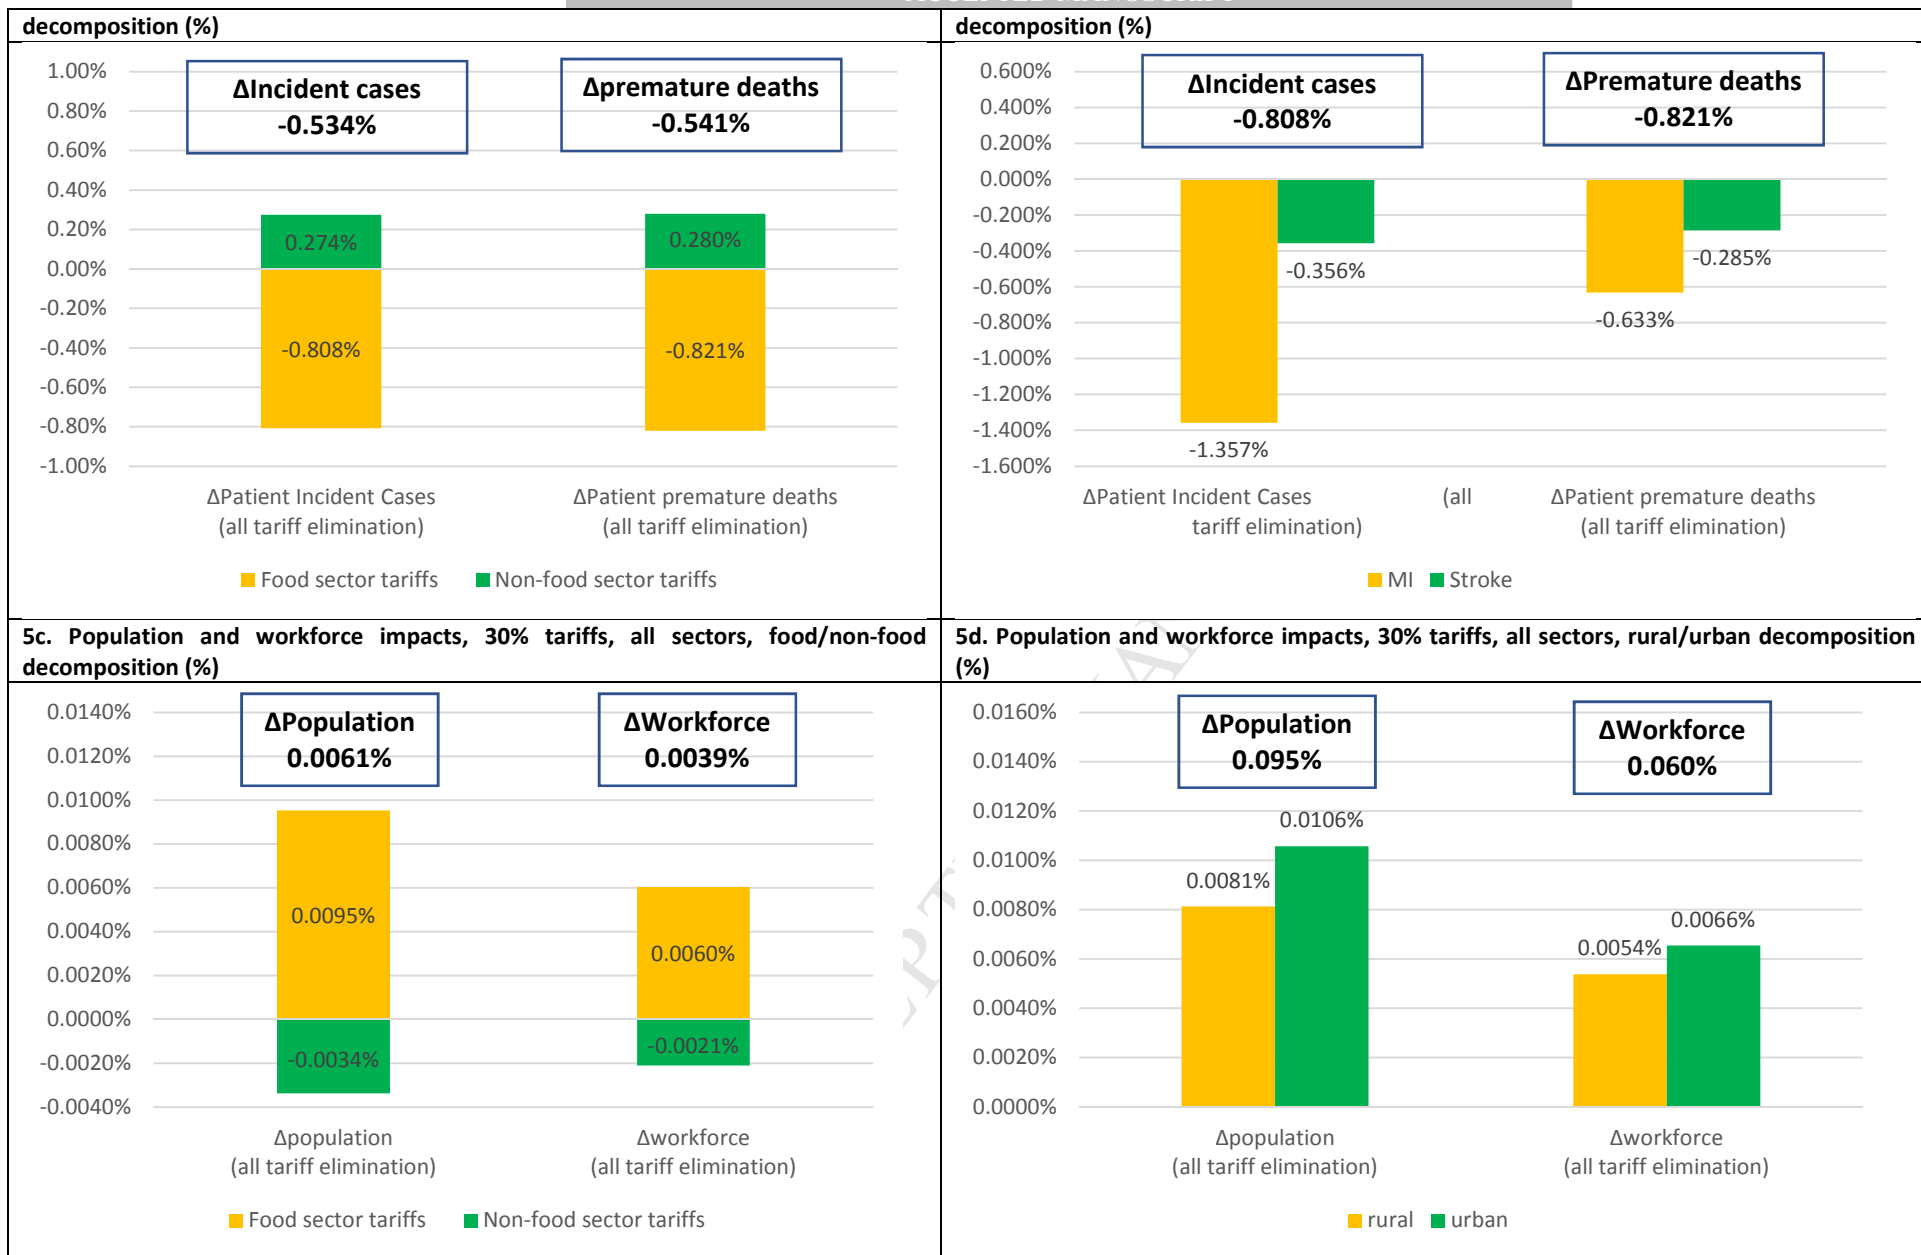 decomposition (%)
ΔIncident cases
-0.534%
Δpremature deaths
-0.541%
1.00%
0.80%
0.60%
0.40%
0.20%
0.00%
-0.20%
-0.40%
-0.60%
-0.80%
-1.00%
0.274%
0.280%
-0.808%
-0.821%
ΔPatient Incident Cases
(all tariff elimination)
ΔPatient premature deaths
(all tariff elimination)
Food sector tariffs
Non-food sector tariffs
decomposition (%)
ΔIncident cases
-0.808%
ΔPremature deaths
-0.821%
0.600%
0.400%
0.200%
0.000%
-0.200%
-0.400%
-0.600%
-0.800%
-1.000%
-1.200%
-1.400%
-1.600%
-0.356%
-0.285%
-0.633%
-1.357%
ΔPatient Incident Cases (all
tariff elimination)
ΔPatient premature deaths
(all tariff elimination)
MI
Stroke
5c. Population and workforce impacts, 30% tariffs, all sectors, food/non-food
decomposition (%)
ΔPopulation
0.0061%
ΔWorkforce
0.0039%
0.0140%
0.0120%
0.0100%
0.0080%
0.0060%
0.0040%
0.0020%
0.0000%
-0.0020%
-0.0040%
0.0095%
0.0060%
-0.0034%
-0.0021%
Δpopulation
(all tariff elimination)
Δworkforce
(all tariff elimination)
Food sector tariffs
Non-food sector tariffs
5d. Population and workforce impacts, 30% tariffs, all sectors, rural/urban decomposition
(%)
ΔPopulation
0.095%
ΔWorkforce
0.060%
0.0160%
0.0140%
0.0120%
0.0100%
0.0080%
0.0060%
0.0040%
0.0020%
0.0000%
0.0106%
0.0081%
0.0066%
0.0054%
Δpopulation
(all tariff elimination)
Δworkforce
(all tariff elimination)
rural
urban